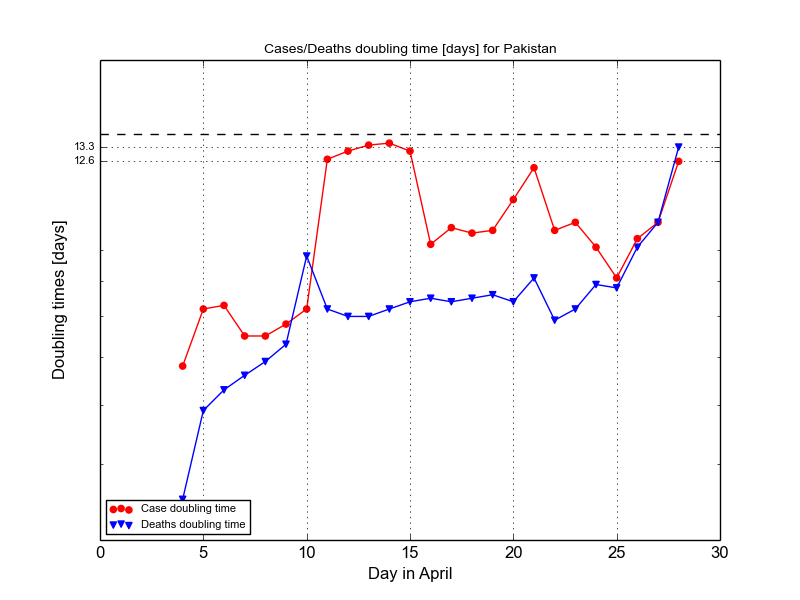 Cases/Deaths doubling time [days] for Pakistan
13.3
12.6
Doubling times [days]
Case doubling time
Deaths doubling time
0 5 10 15 20 25 30
Day in April